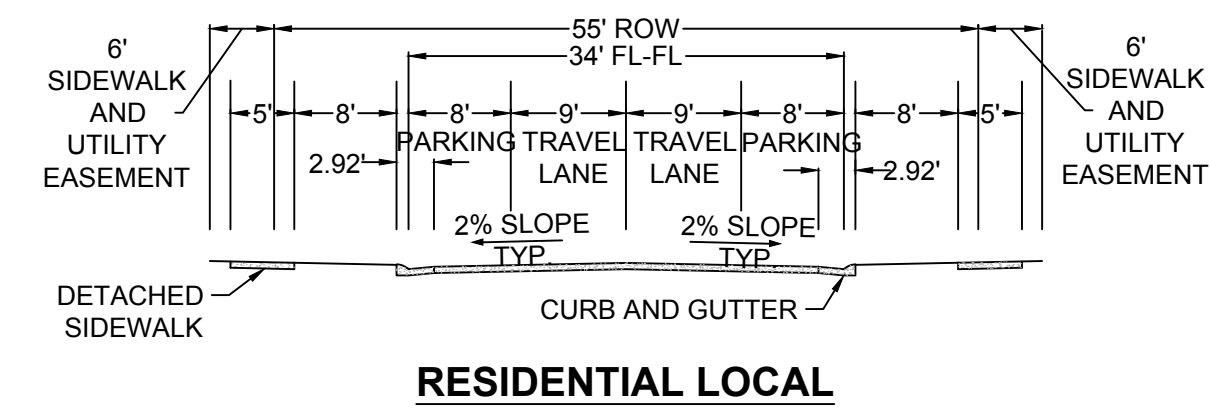 55' ROW
34' FL-FL
6'
SIDEWALK
AND
UTILITY
EASEMENT
6'
SIDEWALK
AND
UTILITY
EASEMENT
5' 8' 8' 9' 9' 8' 8' 5'
PARKING TRAVEL LANE TRAVEL LANE PARKING
2.92' 2.92'
2% SLOPE
TYP.
2% SLOPE
TYP.
DETACHED
SIDEWALK
CURB AND GUTTER
RESIDENTIAL LOCAL